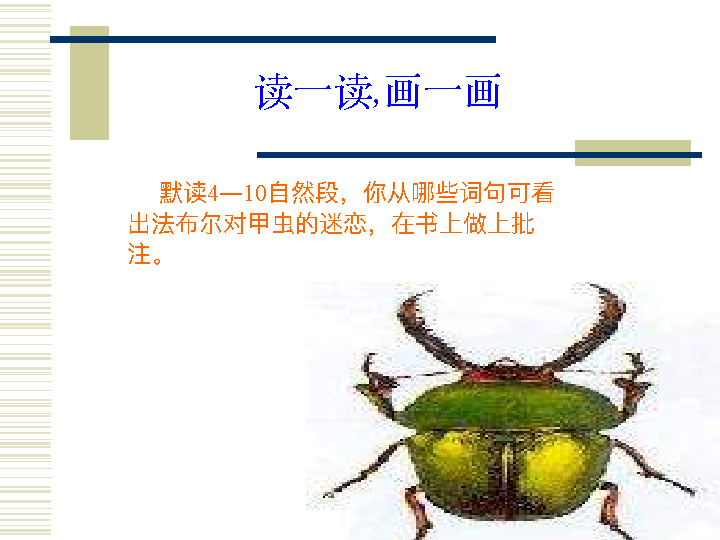 读一读,画一画
默读4—10自然段，你从哪些词句可看
出法布尔对甲虫的迷恋，在书上做上批
注。